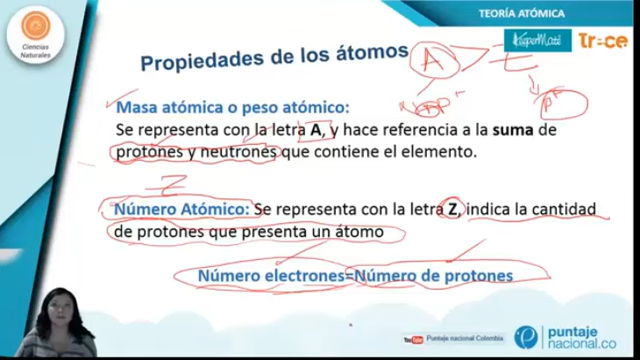 TEORÍA ATÓMICA
Ciencias
Naturales
Propiedades de los átomos
A > Z
Masa atómica o peso atómico:
Se representa con la letra A, y hace referencia a la suma de
protones y neutrones que contiene el elemento.
Z
Número Atómico: Se representa con la letra Z, indica la cantidad
de protones que presenta un átomo
Número electrones=Número de protones
You Tube Puntaje nacional Colombia
puntaje
nacional.co